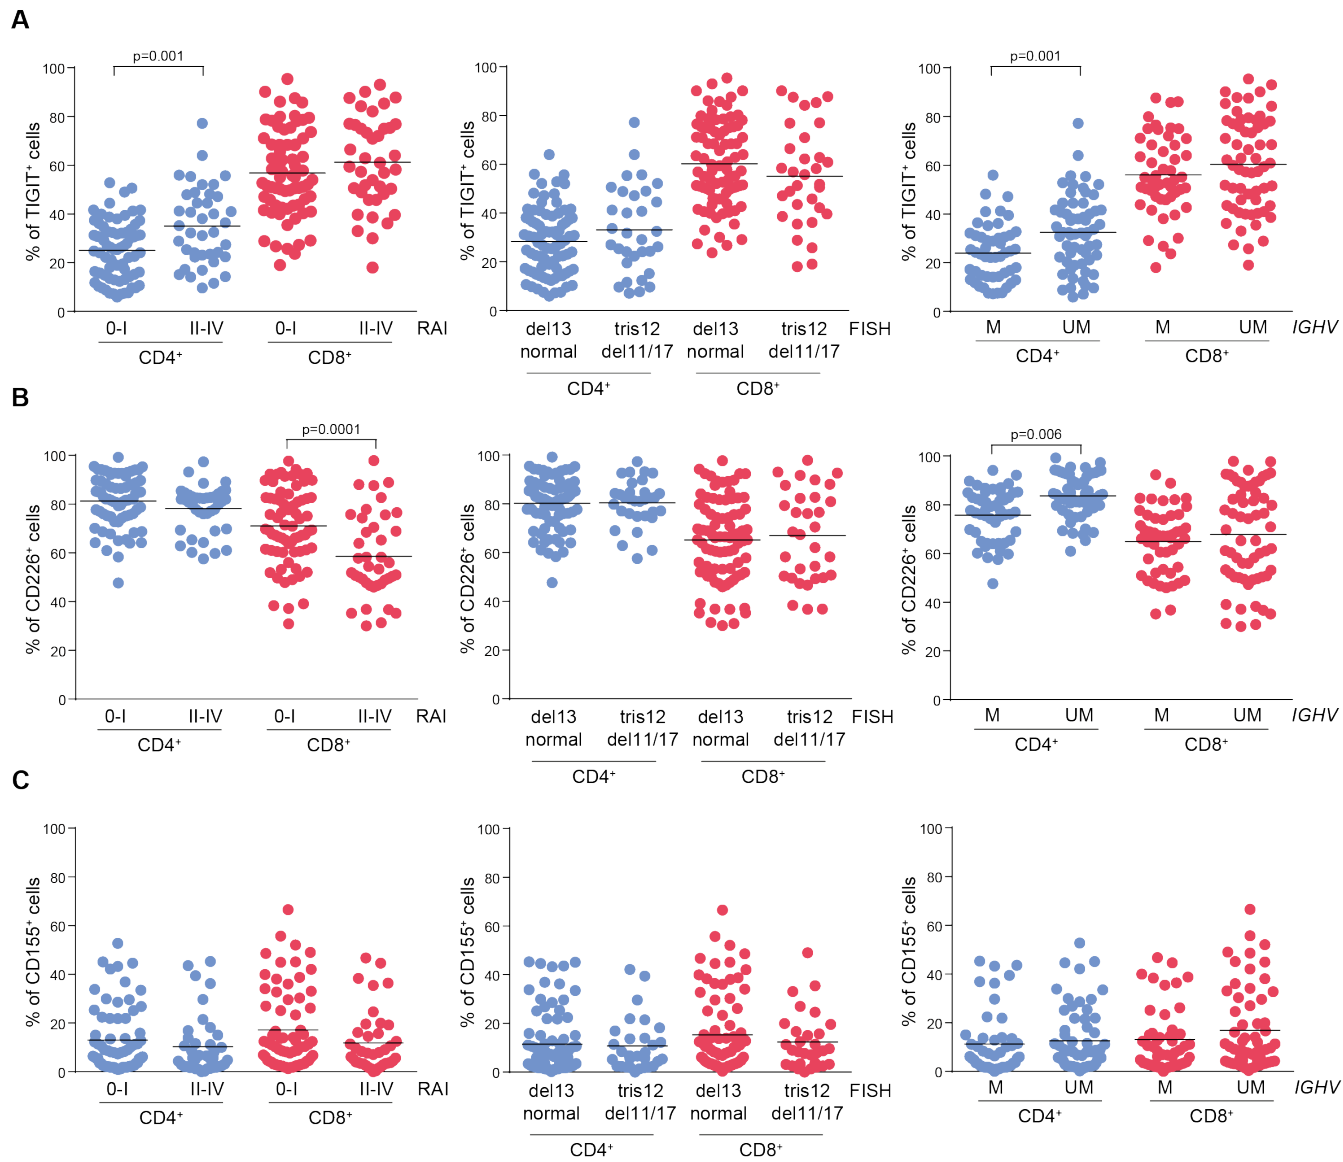 A
p=0.001
p=0.001
% of TIGIT⁺ cells
100
80
60
40
20
0
0-I II-IV 0-I II-IV RAI
CD4⁺ CD8⁺
% of TIGIT⁺ cells
100
80
60
40
20
0
del13 tris12 del13 tris12 FISH
normal del11/17 normal del11/17
CD4⁺ CD8⁺
% of TIGIT⁺ cells
100
80
60
40
20
0
M UM M UM IGHV
CD4⁺ CD8⁺
B
p=0.0001
p=0.006
% of CD226⁺ cells
100
80
60
40
20
0
0-I II-IV 0-I II-IV RAI
CD4⁺ CD8⁺
% of CD226⁺ cells
100
80
60
40
20
0
del13 tris12 del13 tris12 FISH
normal del11/17 normal del11/17
CD4⁺ CD8⁺
% of CD226⁺ cells
100
80
60
40
20
0
M UM M UM IGHV
CD4⁺ CD8⁺
C
% of CD155⁺ cells
100
80
60
40
20
0
0-I II-IV 0-I II-IV RAI
CD4⁺ CD8⁺
% of CD155⁺ cells
100
80
60
40
20
0
del13 tris12 del13 tris12 FISH
normal del11/17 normal del11/17
CD4⁺ CD8⁺
% of CD155⁺ cells
100
80
60
40
20
0
M UM M UM IGHV
CD4⁺ CD8⁺